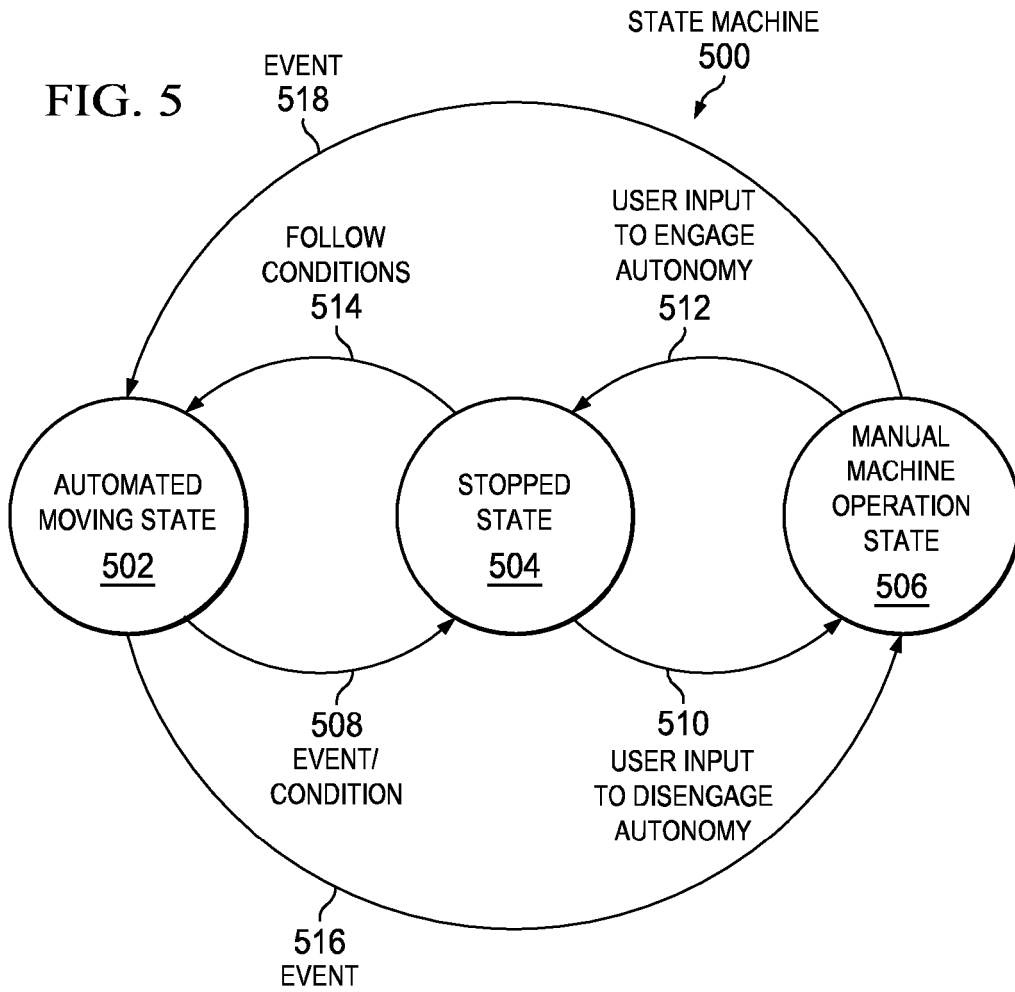 FIG. 5
STATE MACHINE
500
EVENT
518
USER INPUT
TO ENGAGE
AUTONOMY
512
FOLLOW
CONDITIONS
514
AUTOMATED
MOVING STATE
502
STOPPED
STATE
504
MANUAL
MACHINE
OPERATION
STATE
506
508
EVENT/
CONDITION
510
USER INPUT
TO DISENGAGE
AUTONOMY
516
EVENT